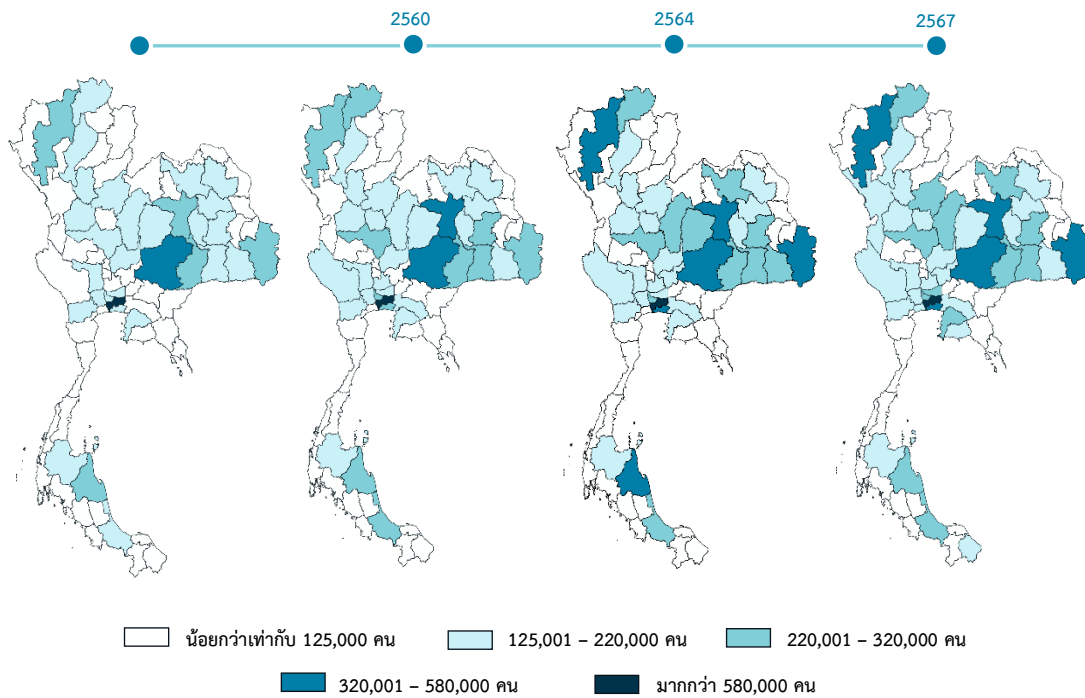 2560 2564 2567
น้อยกว่าเท่ากับ 125,000 คน 125,001 – 220,000 คน 220,001 – 320,000 คน
320,001 – 580,000 คน มากกว่า 580,000 คน